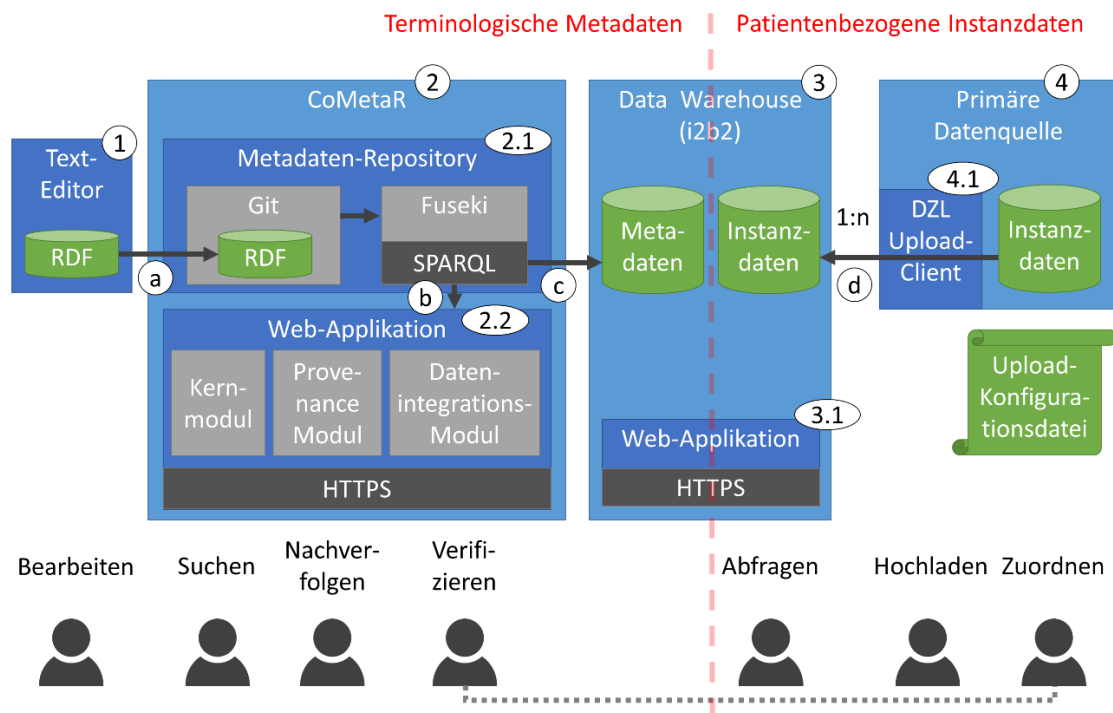 Terminologische Metadaten
Patientenbezogene Instanzdaten
1
Text-
Editor
RDF
a
2
CoMetaR
2.1
Metadaten-Repository
Git
RDF
Fuseki
SPARQL
b
c
2.2
Web-Applikation
Kern-
modul
Prove-
nance
Modul
Daten-
integrations-
Modul
HTTPS
3
Data Warehouse
(i2b2)
Meta-
daten
Instanz-
daten
3.1
Web-Applikation
HTTPS
4
Primäre
Datenquelle
4.1
1:n
DZL
Upload-
Client
d
Instanz-
daten
Upload-
Konfigura-
tionsdatei
Bearbeiten
Suchen
Nachver-
folgen
Verifi-
zieren
Abfragen
Hochladen
Zuordnen